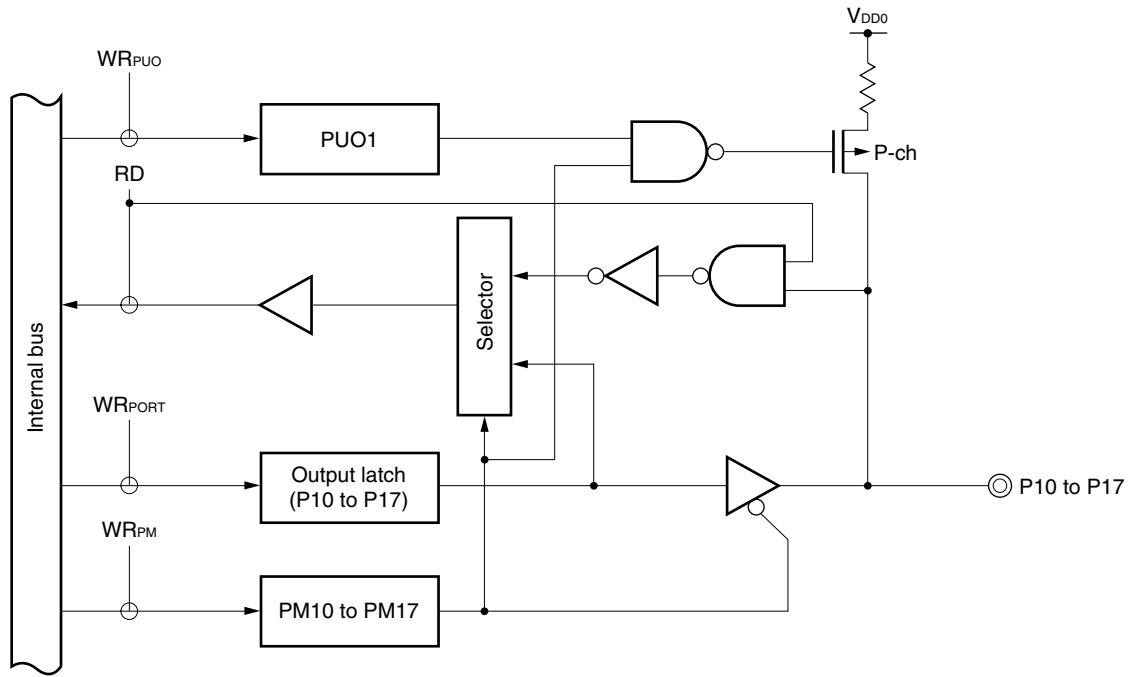 VDD0
WRPUO
PUO1
P-ch
RD
Selector
Internal bus
WRPORT
Output latch
(P10 to P17)
P10 to P17
WRPM
PM10 to PM17